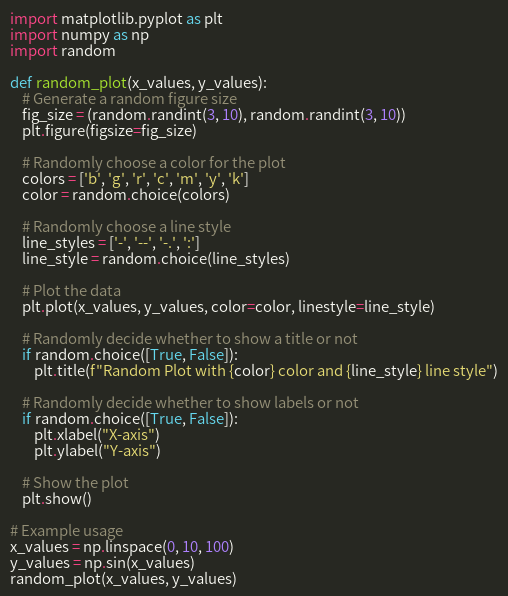 import matplotlib.pyplot as plt
import numpy as np
import random

def random_plot(x_values, y_values):
    # Generate a random figure size
    fig_size = (random.randint(3, 10), random.randint(3, 10))
    plt.figure(figsize=fig_size)

    # Randomly choose a color for the plot
    colors = ['b', 'g', 'r', 'c', 'm', 'y', 'k']
    color = random.choice(colors)

    # Randomly choose a line style
    line_styles = ['-', '--', '-.', ':']
    line_style = random.choice(line_styles)

    # Plot the data
    plt.plot(x_values, y_values, color=color, linestyle=line_style)

    # Randomly decide whether to show a title or not
    if random.choice([True, False]):
        plt.title(f"Random Plot with {color} color and {line_style} line style")

    # Randomly decide whether to show labels or not
    if random.choice([True, False]):
        plt.xlabel("X-axis")
        plt.ylabel("Y-axis")

    # Show the plot
    plt.show()

# Example usage
x_values = np.linspace(0, 10, 100)
y_values = np.sin(x_values)
random_plot(x_values, y_values)